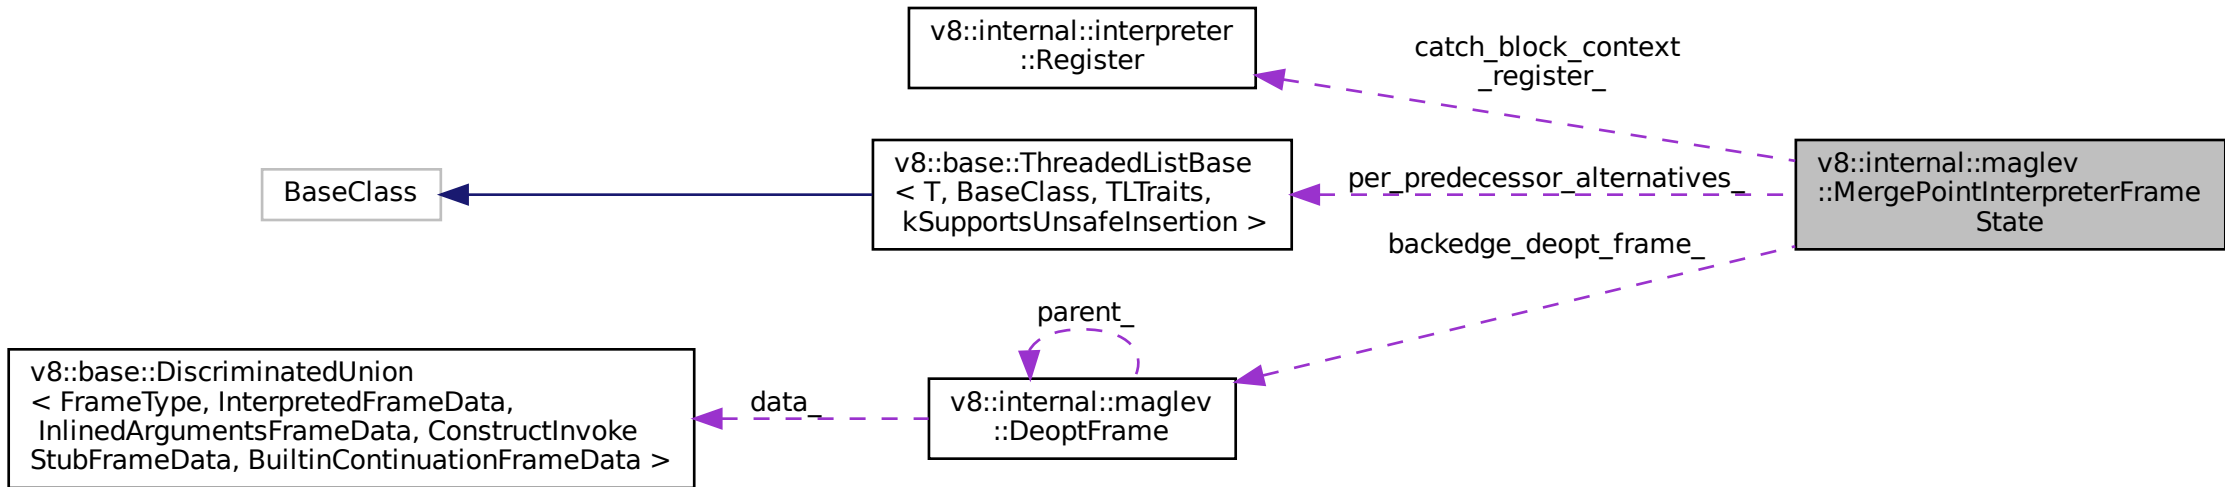 v8::internal::interpreter
::Register
catch_block_context
_register_
BaseClass
v8::base::ThreadedListBase
< T, BaseClass, TLTraits,
kSupportsUnsafeInsertion >
per_predecessor_alternatives_
v8::internal::maglev
::MergePointInterpreterFrame
State
backedge_deopt_frame_
parent_
v8::base::DiscriminatedUnion
< FrameType, InterpretedFrameData,
InlinedArgumentsFrameData, ConstructInvoke
StubFrameData, BuiltinContinuationFrameData >
data_
v8::internal::maglev
::DeoptFrame